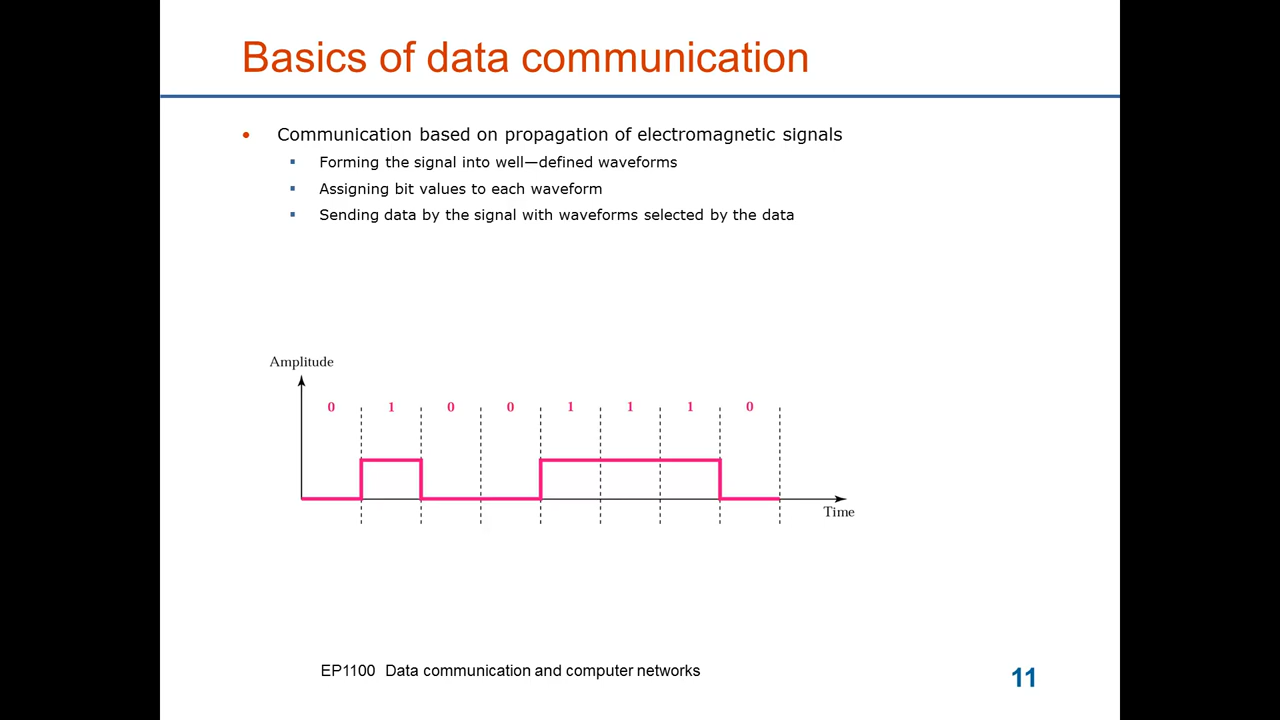 Basics of data communication
• Communication based on propagation of electromagnetic signals
▪ Forming the signal into well—defined waveforms
▪ Assigning bit values to each waveform
▪ Sending data by the signal with waveforms selected by the data
Amplitude
0 1 0 0 1 1 1 0
Time
EP1100 Data communication and computer networks
11